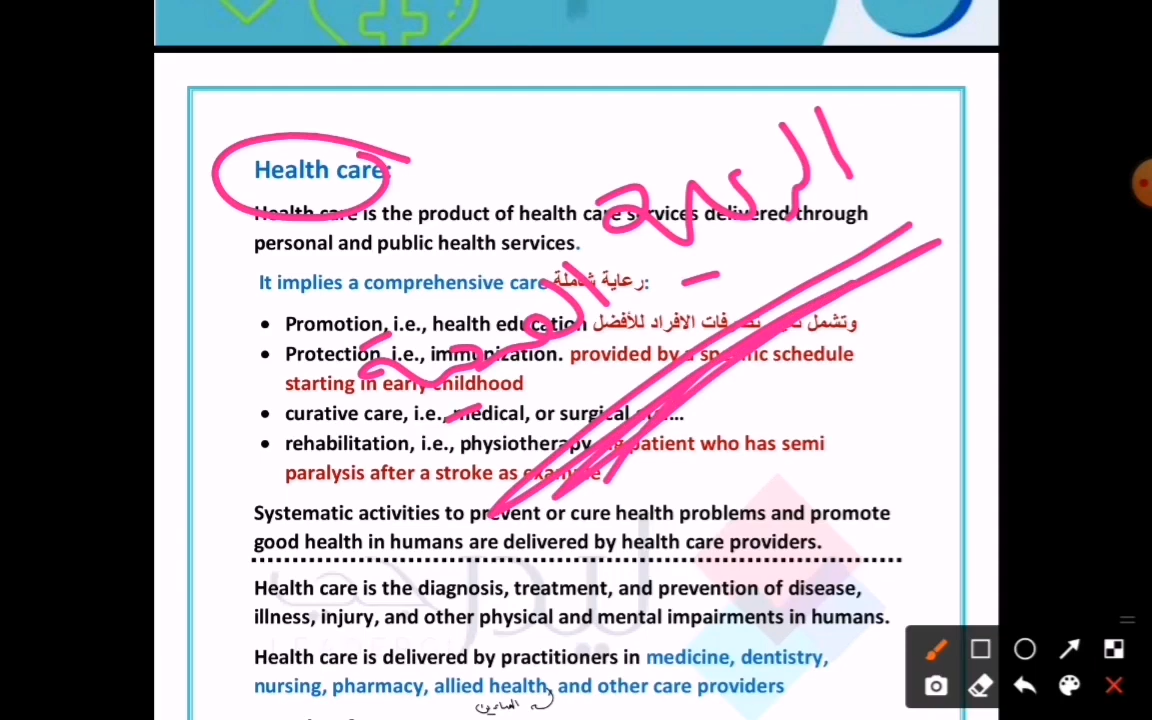 Health care:
Health care is the product of health care services delivered through
personal and public health services.
It implies a comprehensive care رعاية شاملة:
الرعاية
الصحية
• Promotion, i.e., health education وتشمل الافراد للأفضل
• Protection, i.e., immunization. provided by a specific schedule
starting in early childhood
• curative care, i.e., medical, or surgical etc…
• rehabilitation, i.e., physiotherapy patient who has semi
paralysis after a stroke as example
Systematic activities to prevent or cure health problems and promote
good health in humans are delivered by health care providers.
Health care is the diagnosis, treatment, and prevention of disease,
illness, injury, and other physical and mental impairments in humans.
Health care is delivered by practitioners in medicine, dentistry,
nursing, pharmacy, allied health, and other care providers